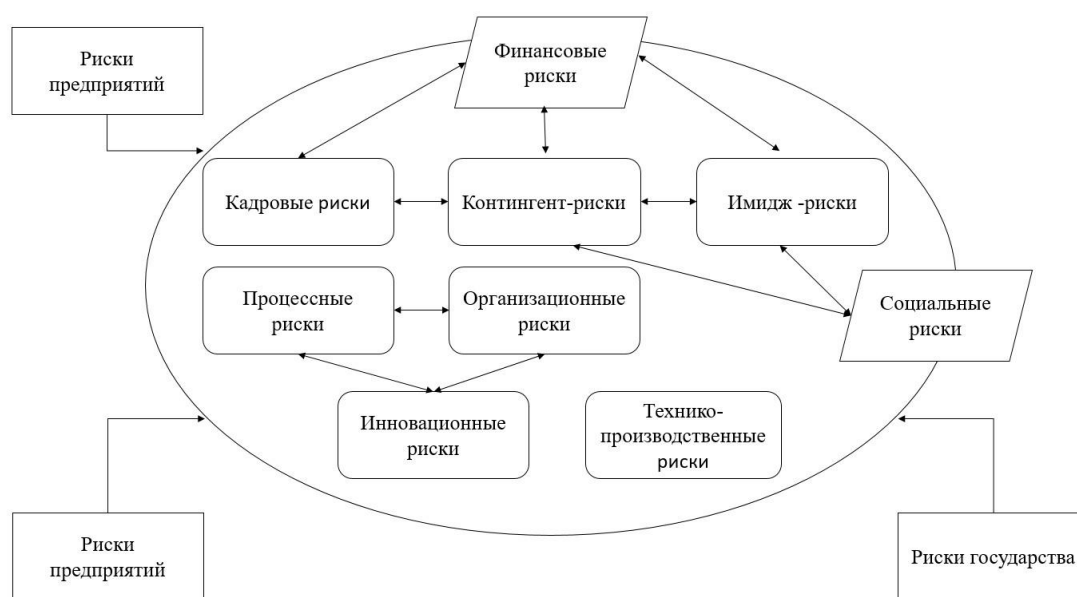 Риски
предприятий
Финансовые
риски
Кадровые риски
Контингент-риски
Имидж -риски
Процессные
риски
Организационные
риски
Социальные
риски
Инновационные
риски
Технико-
производственные
риски
Риски
предприятий
Риски государства